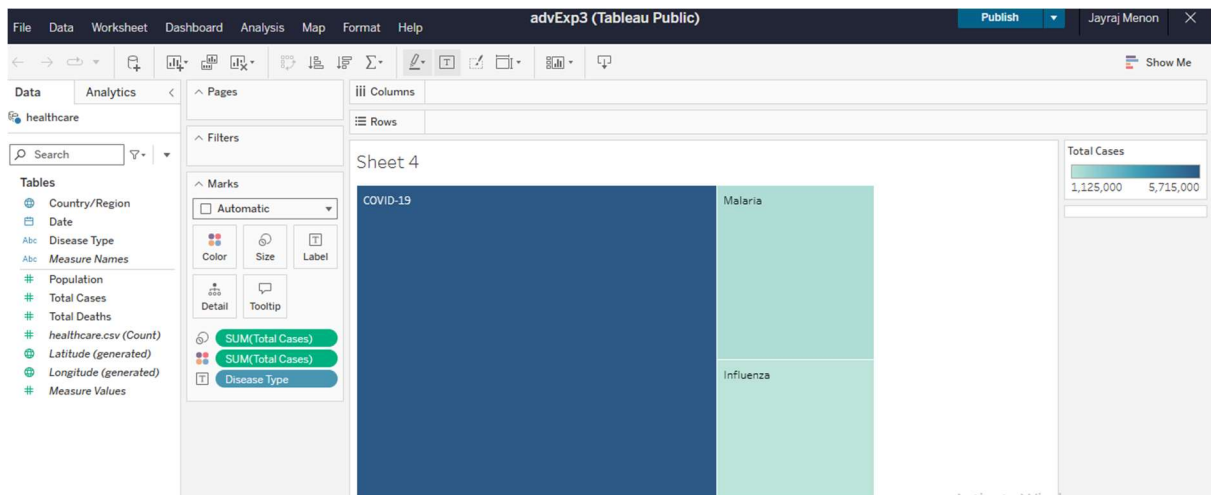 advExp3 (Tableau Public)
Publish
Jayraj Menon
File Data Worksheet Dashboard Analysis Map Format Help
Show Me
Data Analytics
healthcare
Search
Tables
Country/Region
Date
Abc Disease Type
Abc Measure Names
# Population
# Total Cases
# Total Deaths
# healthcare.csv (Count)
Latitude (generated)
Longitude (generated)
# Measure Values
Pages
Filters
Marks
Automatic
Color Size Label
Detail Tooltip
SUM(Total Cases)
SUM(Total Cases)
Disease Type
Columns
Rows
Sheet 4
COVID-19
Malaria
Influenza
Total Cases
1,125,000 5,715,000